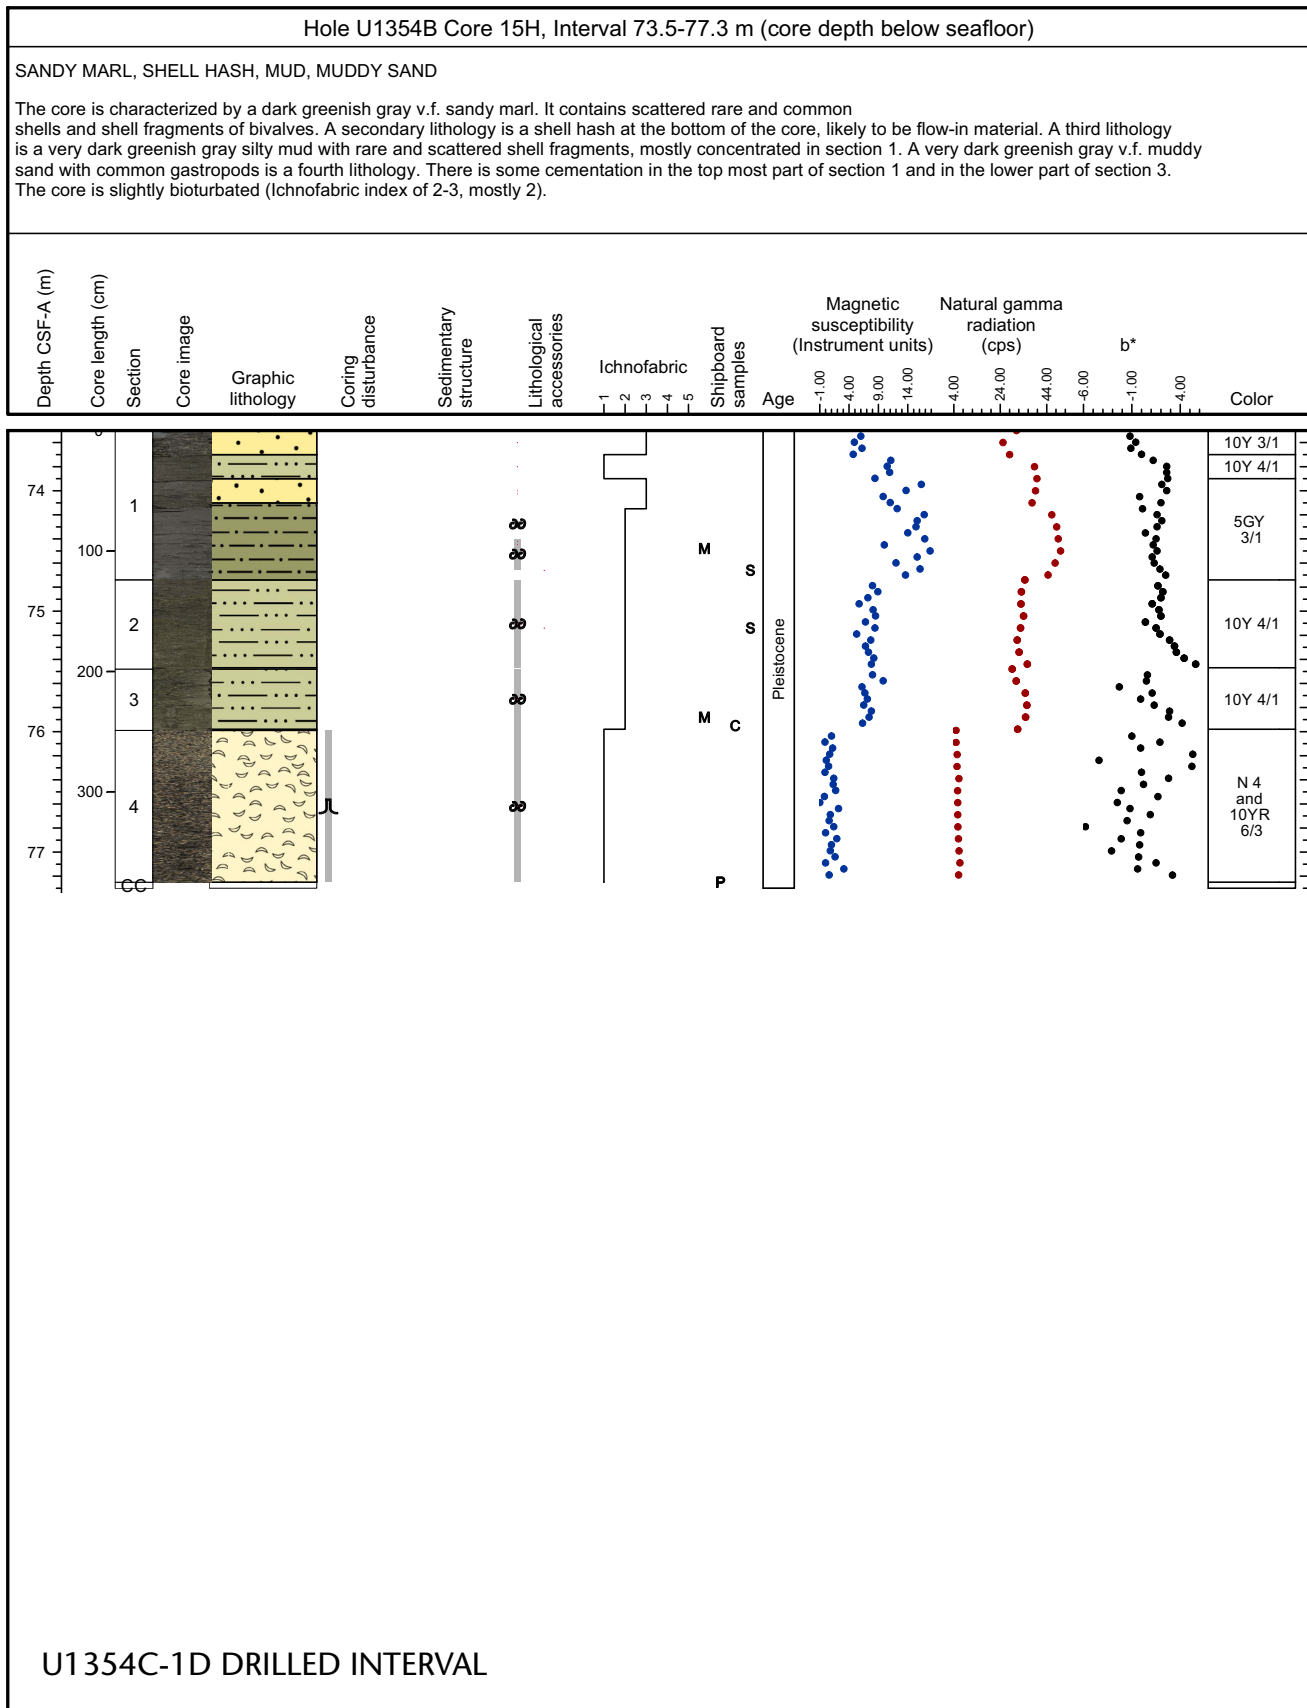 Hole U1354B Core 15H, Interval 73.5-77.3 m (core depth below seafloor)
SANDY MARL, SHELL HASH, MUD, MUDDY SAND
The core is characterized by a dark greenish gray v.f. sandy marl. It contains scattered rare and common
shells and shell fragments of bivalves. A secondary lithology is a shell hash at the bottom of the core, likely to be flow-in material. A third lithology
is a very dark greenish gray silty mud with rare and scattered shell fragments, mostly concentrated in section 1. A very dark greenish gray v.f. muddy
sand with common gastropods is a fourth lithology. There is some cementation in the top most part of section 1 and in the lower part of section 3.
The core is slightly bioturbated (Ichnofabric index of 2-3, mostly 2).
Depth CSF-A (m)
Core length (cm)
Section
Core image
Graphic
lithology
Coring
disturbance
Sedimentary
structure
Lithological
accessories
Ichnofabric
1 2 3 4 5
Shipboard
samples
Age
Magnetic
susceptibility
(Instrument units)
-1.00 4.00 9.00 14.00
Natural gamma
radiation
(cps)
4.00 24.00 44.00
b*
-6.00 -1.00 4.00
Color
0
10Y 3/1
10Y 4/1
74
1
5GY
3/1
100
M
S
75
2
S
10Y 4/1
200
3
Pleistocene
10Y 4/1
M
C
76
300
4
N 4
and
10YR
6/3
77
CC
P
U1354C-1D DRILLED INTERVAL